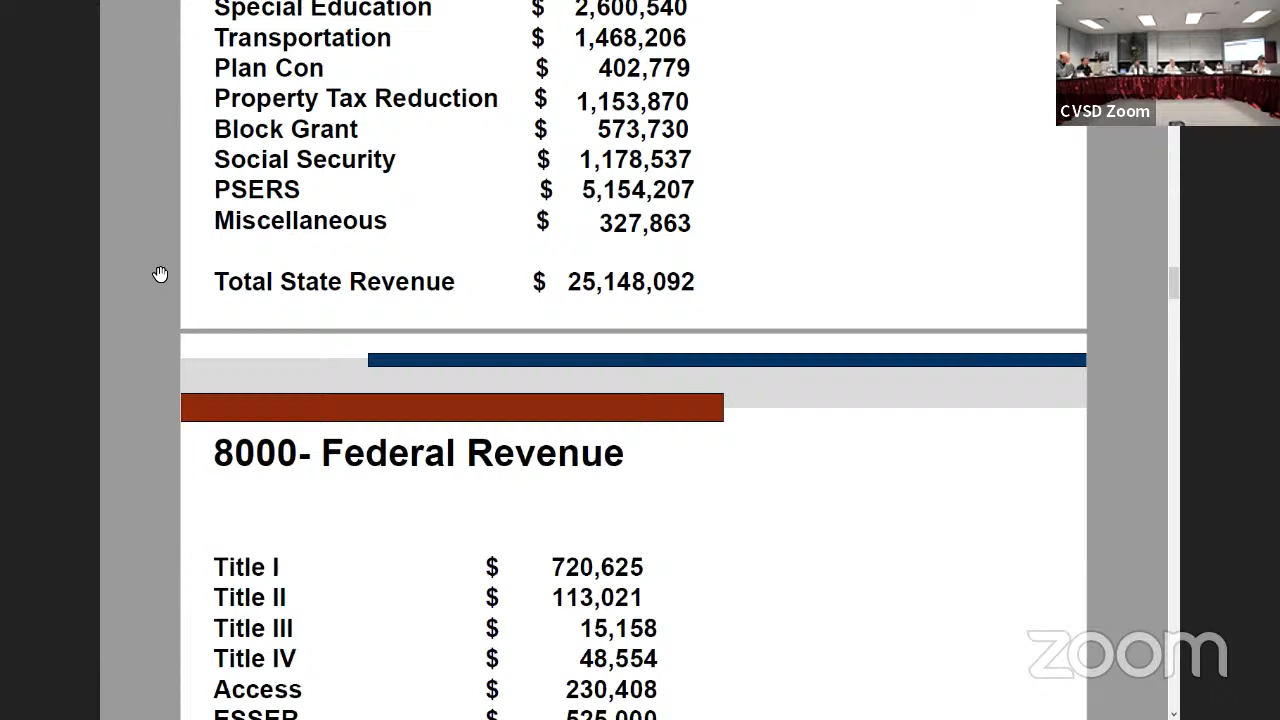 Special Education $ 2,600,540
Transportation $ 1,468,206
Plan Con $ 402,779
Property Tax Reduction $ 1,153,870
Block Grant $ 573,730
Social Security $ 1,178,537
PSERS $ 5,154,207
Miscellaneous $ 327,863
Total State Revenue $ 25,148,092
CVSD Zoom
8000- Federal Revenue
Title I $ 720,625
Title II $ 113,021
Title III $ 15,158
Title IV $ 48,554
Access $ 230,408
ESSER $ 525,000
zoom